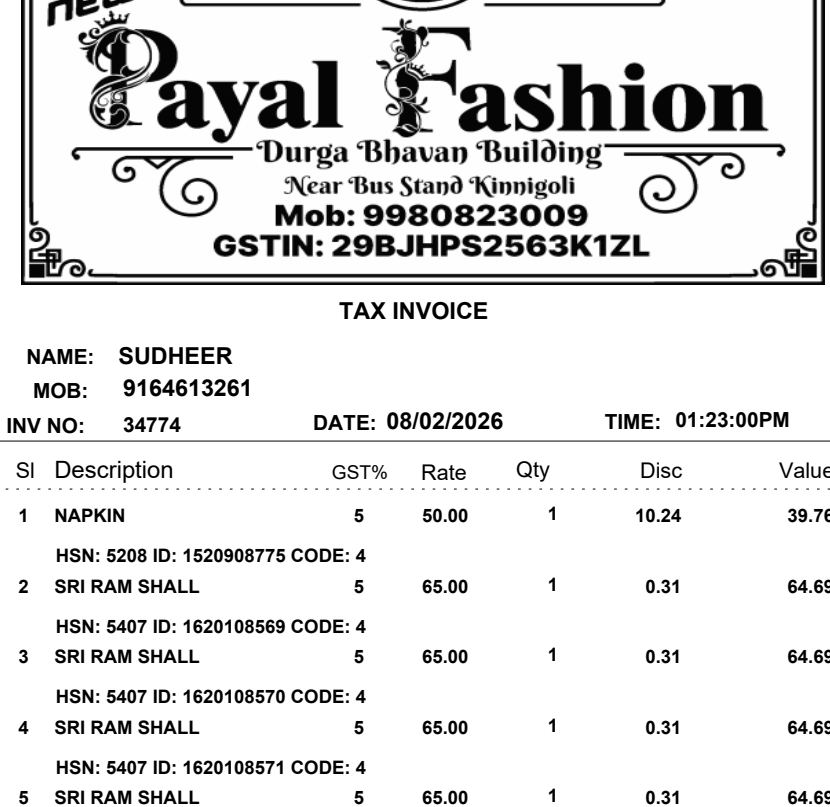 new
Payal Fashion
Durga Bhavan Building
Near Bus Stand Kinnigoli
Mob: 9980823009
GSTIN: 29BJHPS2563K1ZL
TAX INVOICE
NAME: SUDHEER
MOB: 9164613261
INV NO: 34774 DATE: 08/02/2026 TIME: 01:23:00PM
Sl Description GST% Rate Qty Disc Value
1 NAPKIN 5 50.00 1 10.24 39.76
HSN: 5208 ID: 1520908775 CODE: 4
2 SRI RAM SHALL 5 65.00 1 0.31 64.69
HSN: 5407 ID: 1620108569 CODE: 4
3 SRI RAM SHALL 5 65.00 1 0.31 64.69
HSN: 5407 ID: 1620108570 CODE: 4
4 SRI RAM SHALL 5 65.00 1 0.31 64.69
HSN: 5407 ID: 1620108571 CODE: 4
5 SRI RAM SHALL 5 65.00 1 0.31 64.69